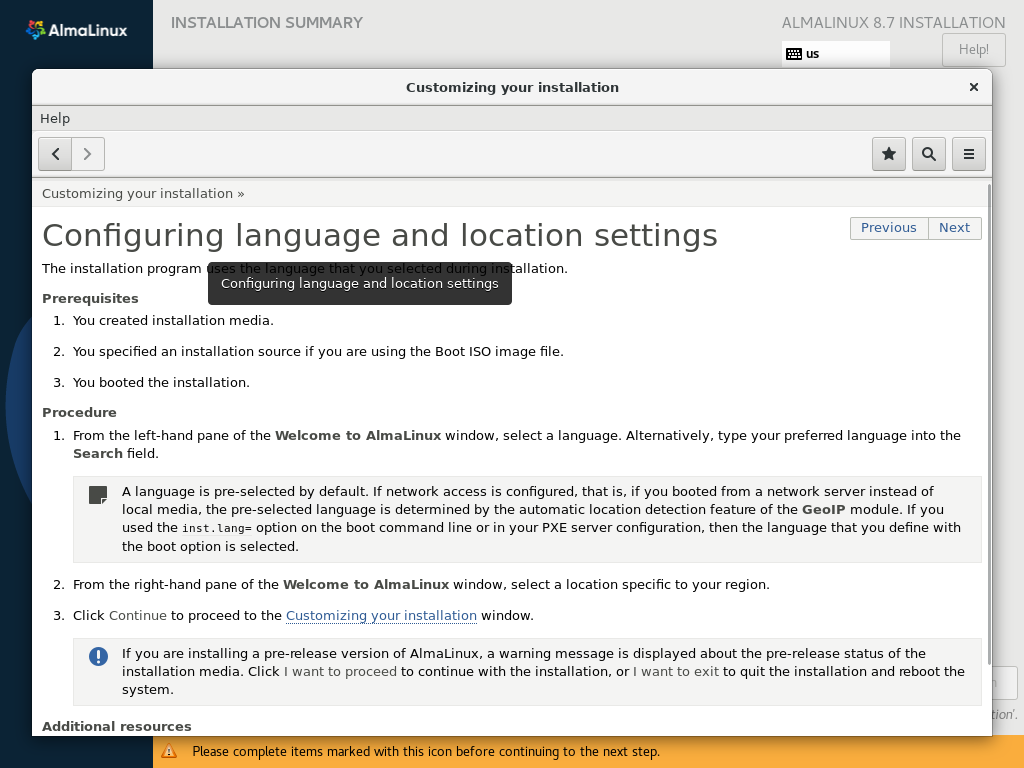 AlmaLinux
INSTALLATION SUMMARY
ALMALINUX 8.7 INSTALLATION
us
Help!
Customizing your installation
Help
Customizing your installation »
Configuring language and location settings
Previous
Next
The installation program uses the language that you selected during installation.
Configuring language and location settings
Prerequisites
1. You created installation media.
2. You specified an installation source if you are using the Boot ISO image file.
3. You booted the installation.
Procedure
1. From the left-hand pane of the Welcome to AlmaLinux window, select a language. Alternatively, type your preferred language into the
Search field.
A language is pre-selected by default. If network access is configured, that is, if you booted from a network server instead of
local media, the pre-selected language is determined by the automatic location detection feature of the GeoIP module. If you
used the inst.lang= option on the boot command line or in your PXE server configuration, then the language that you define with
the boot option is selected.
2. From the right-hand pane of the Welcome to AlmaLinux window, select a location specific to your region.
3. Click Continue to proceed to the Customizing your installation window.
If you are installing a pre-release version of AlmaLinux, a warning message is displayed about the pre-release status of the
installation media. Click I want to proceed to continue with the installation, or I want to exit to quit the installation and reboot the
system.
Additional resources
tion'.
Please complete items marked with this icon before continuing to the next step.